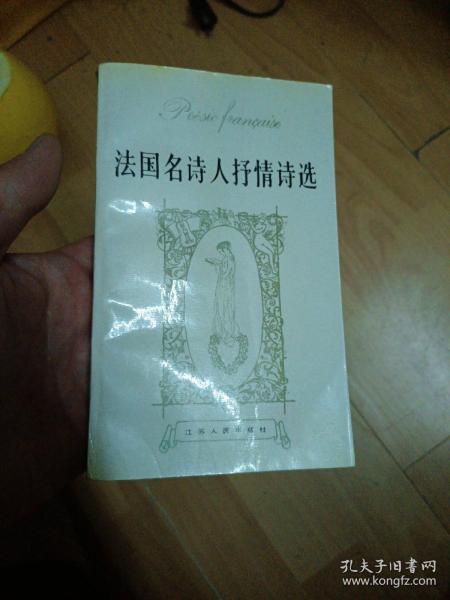 Poésie française
法国名诗人抒情诗选
江苏人民出版社
孔夫子旧书网
www.kongfz.com